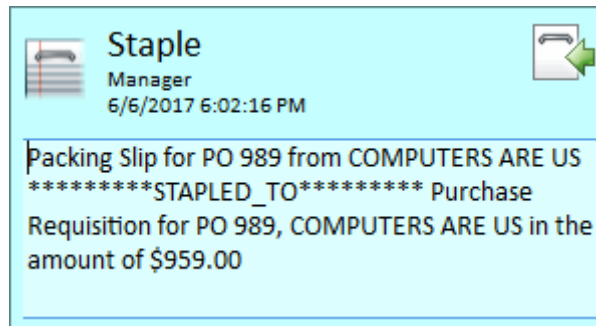 Staple
Manager
6/6/2017 6:02:16 PM
Packing Slip for PO 989 from COMPUTERS ARE US
*********STAPLED_TO********* Purchase
Requisition for PO 989, COMPUTERS ARE US in the
amount of $959.00